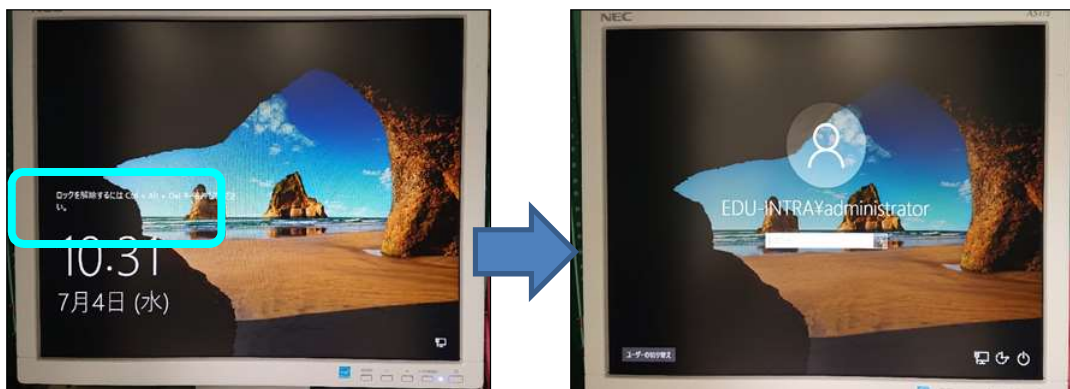 ロックを解除するには Ctrl + Alt + Del キーを押してくださ
い。
10:31
7月4日 (水)
NEC
EDU-INTRA¥administrator
ユーザーの切り替え